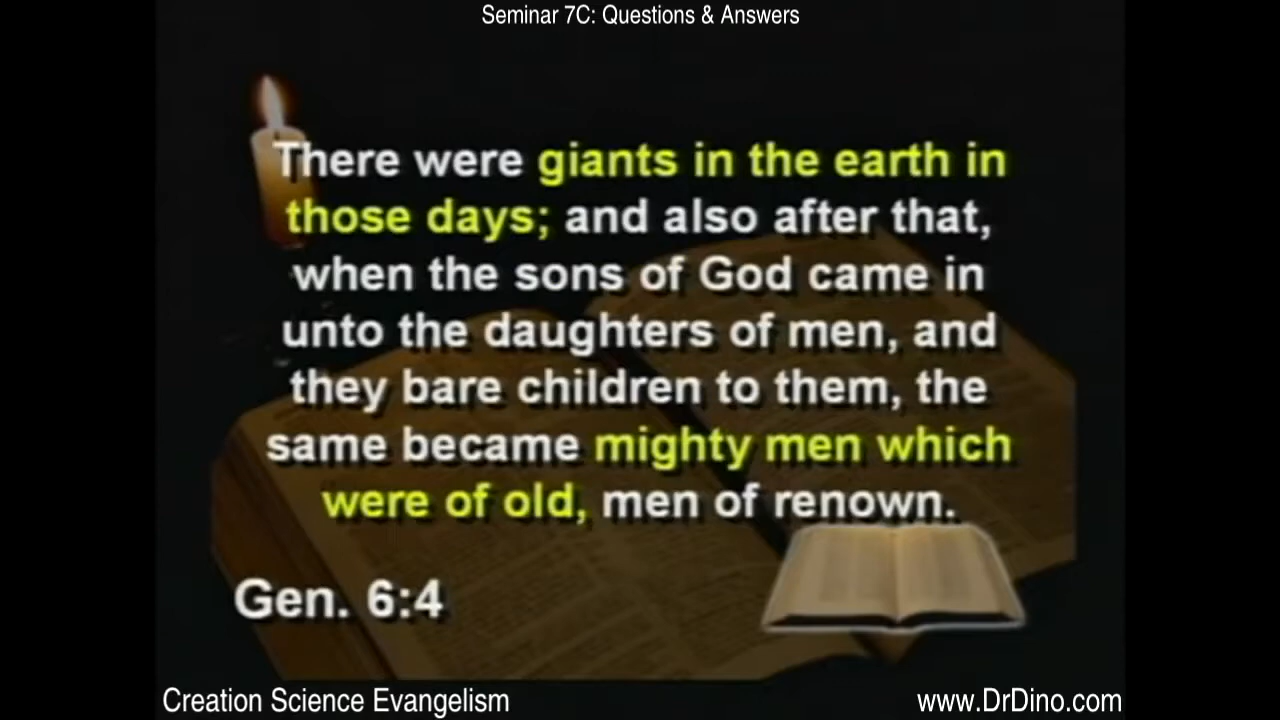 Seminar 7C: Questions & Answers
There were giants in the earth in
those days; and also after that,
when the sons of God came in
unto the daughters of men, and
they bare children to them, the
same became mighty men which
were of old, men of renown.
Gen. 6:4
Creation Science Evangelism
www.DrDino.com